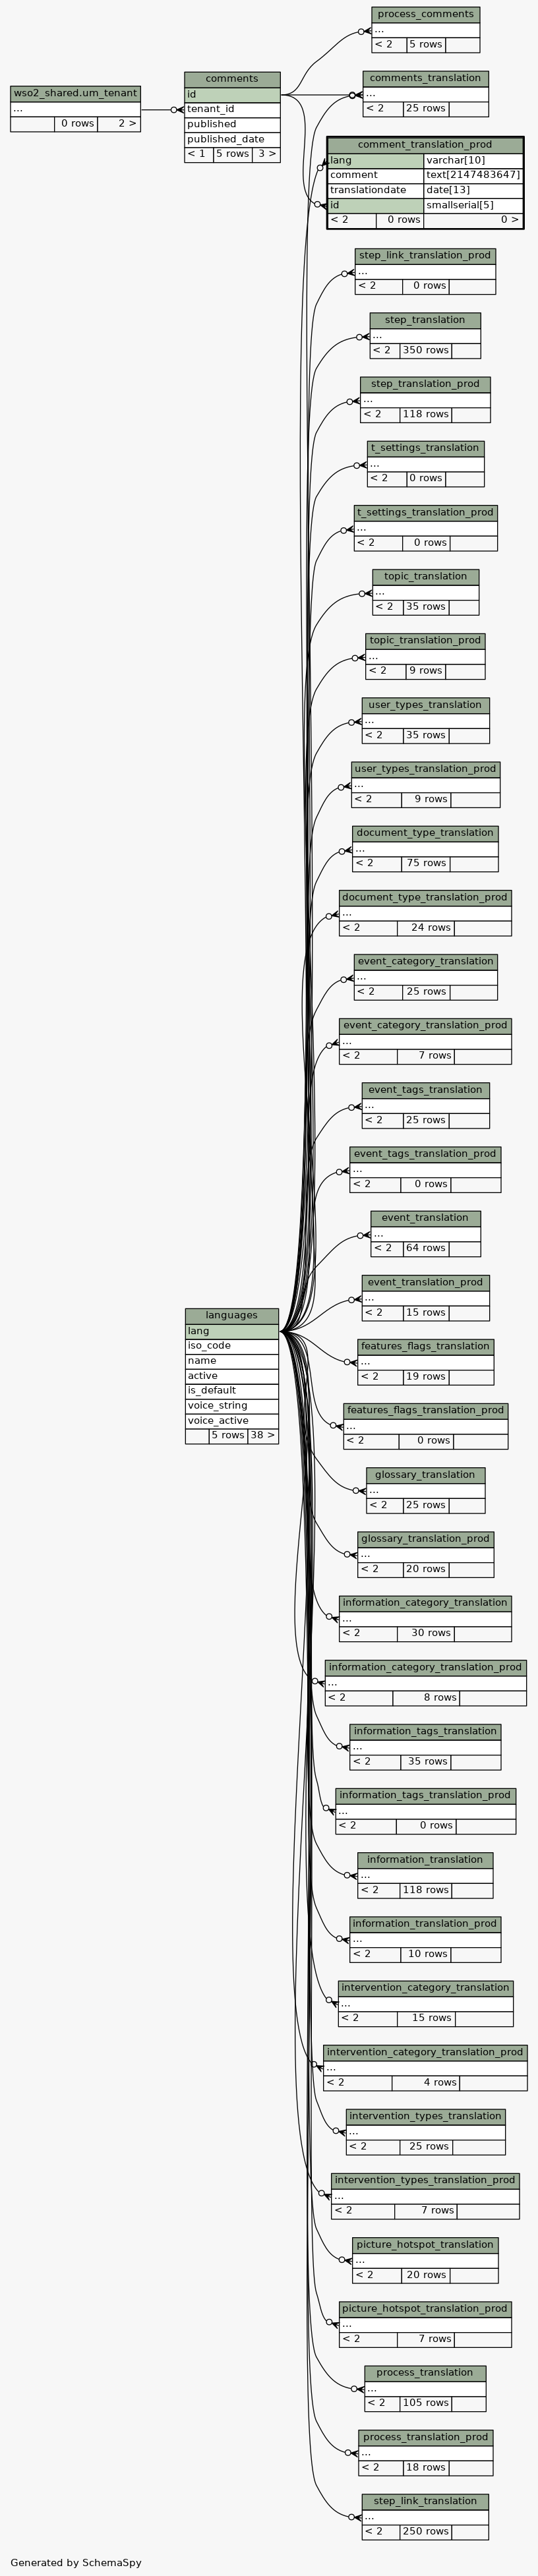 process_comments
...
< 2 5 rows
wso2_shared.um_tenant
...
0 rows 2 >
comments
id
tenant_id
published
published_date
< 1 5 rows 3 >
comments_translation
...
< 2 25 rows
comment_translation_prod
lang varchar[10]
comment text[2147483647]
translationdate date[13]
id smallserial[5]
< 2 0 rows 0 >
step_link_translation_prod
...
< 2 0 rows
step_translation
...
< 2 350 rows
step_translation_prod
...
< 2 118 rows
t_settings_translation
...
< 2 0 rows
t_settings_translation_prod
...
< 2 0 rows
topic_translation
...
< 2 35 rows
topic_translation_prod
...
< 2 9 rows
user_types_translation
...
< 2 35 rows
user_types_translation_prod
...
< 2 9 rows
document_type_translation
...
< 2 75 rows
document_type_translation_prod
...
< 2 24 rows
event_category_translation
...
< 2 25 rows
event_category_translation_prod
...
< 2 7 rows
event_tags_translation
...
< 2 25 rows
event_tags_translation_prod
...
< 2 0 rows
event_translation
...
< 2 64 rows
event_translation_prod
...
< 2 15 rows
languages
lang
iso_code
name
active
is_default
voice_string
voice_active
5 rows 38 >
features_flags_translation
...
< 2 19 rows
features_flags_translation_prod
...
< 2 0 rows
glossary_translation
...
< 2 25 rows
glossary_translation_prod
...
< 2 20 rows
information_category_translation
...
< 2 30 rows
information_category_translation_prod
...
< 2 8 rows
information_tags_translation
...
< 2 35 rows
information_tags_translation_prod
...
< 2 0 rows
information_translation
...
< 2 118 rows
information_translation_prod
...
< 2 10 rows
intervention_category_translation
...
< 2 15 rows
intervention_category_translation_prod
...
< 2 4 rows
intervention_types_translation
...
< 2 25 rows
intervention_types_translation_prod
...
< 2 7 rows
picture_hotspot_translation
...
< 2 20 rows
picture_hotspot_translation_prod
...
< 2 7 rows
process_translation
...
< 2 105 rows
process_translation_prod
...
< 2 18 rows
step_link_translation
...
< 2 250 rows
Generated by SchemaSpy